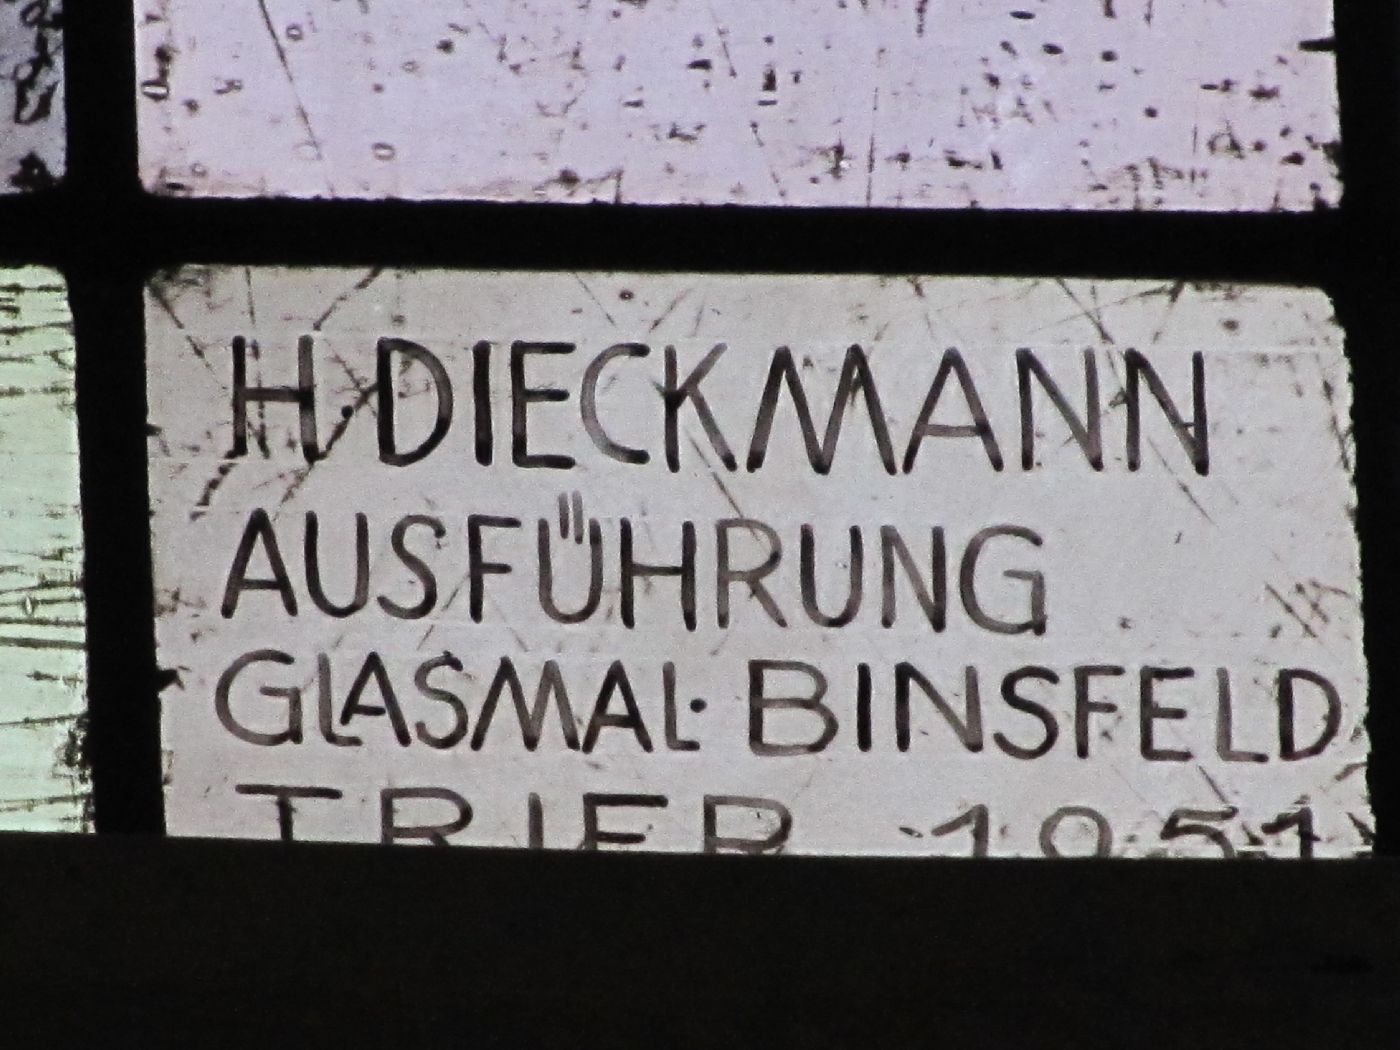 H. DIECKMANN
AUSFÜHRUNG
GLASMAL· BINSFELD
TRIER 1951